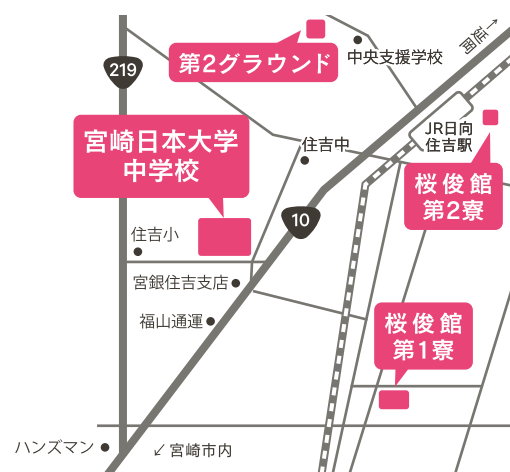 219
第2グラウンド
中央支援学校
↗延岡
宮崎日本大学
中学校
住吉中
JR日向
住吉駅
桜俊館
第2寮
10
住吉小
宮銀住吉支店
福山通運
桜俊館
第1寮
ハンズマン
↙宮崎市内